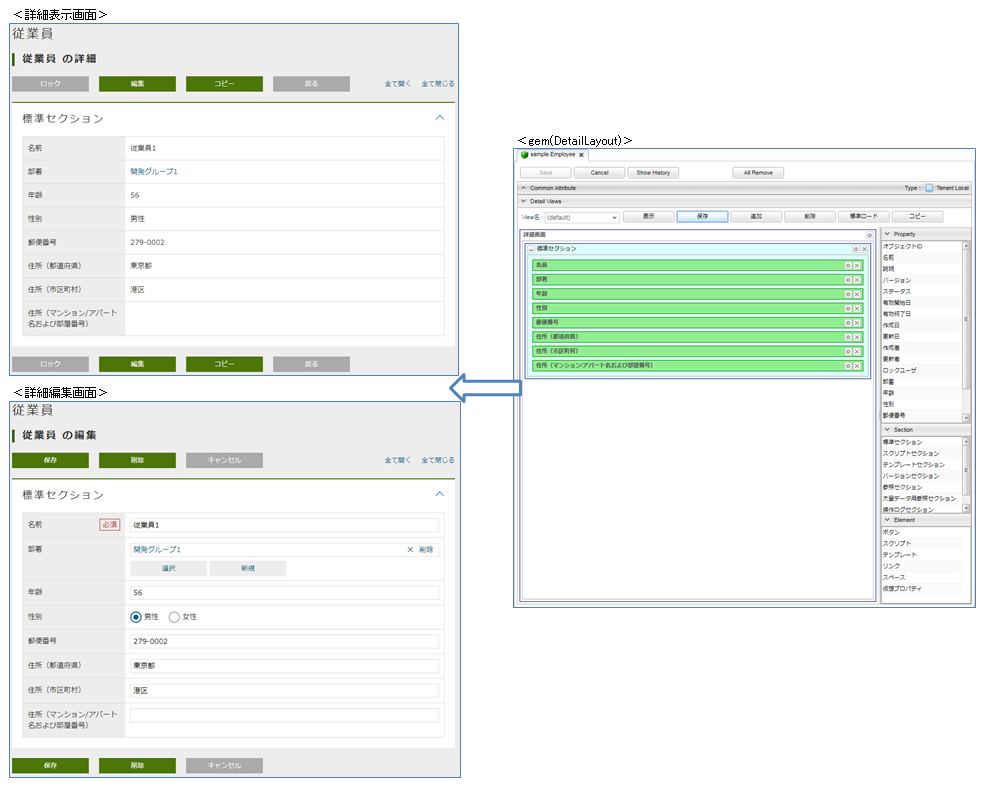 ＜詳細表示画面＞
従業員
従業員 の詳細
ロック 編集 コピー 戻る 全て開く 全て閉じる
標準セクション
名前 従業員1
部署 開発グループ1
年齢 56
性別 男性
郵便番号 279-0002
住所（都道府県） 東京都
住所（市区町村） 港区
住所（マンション/アパート
名および部屋番号）
ロック 編集 コピー 戻る
＜詳細編集画面＞
従業員
従業員 の編集
保存 削除 キャンセル 全て開く 全て閉じる
標準セクション
名前 必須 従業員1
部署 開発グループ1 × 削除
選択 新規
年齢 56
性別 男性 女性
郵便番号 279-0002
住所（都道府県） 東京都
住所（市区町村） 港区
住所（マンション/アパート
名および部屋番号）
保存 削除 キャンセル
＜gem(DetailLayout)＞
sample.Employee
Save Cancel Show History All Remove
Common Attribute Type : Tenant Local
Detail Views
View名: (default) 表示 保存 追加 削除 標準ロード コピー
詳細画面
標準セクション
名前
部署
年齢
性別
郵便番号
住所（都道府県）
住所（市区町村）
住所（マンション/アパート名および部屋番号）
Property
オブジェクトID
名前
説明
バージョン
ステータス
有効開始日
有効終了日
作成日
更新日
作成者
更新者
ロックユーザ
部署
年齢
性別
郵便番号
Section
標準セクション
スクリプトセクション
テンプレートセクション
バージョンセクション
参照セクション
大量データ用参照セクション
操作ログセクション
Element
ボタン
スクリプト
テンプレート
リンク
スペース
仮想プロパティ